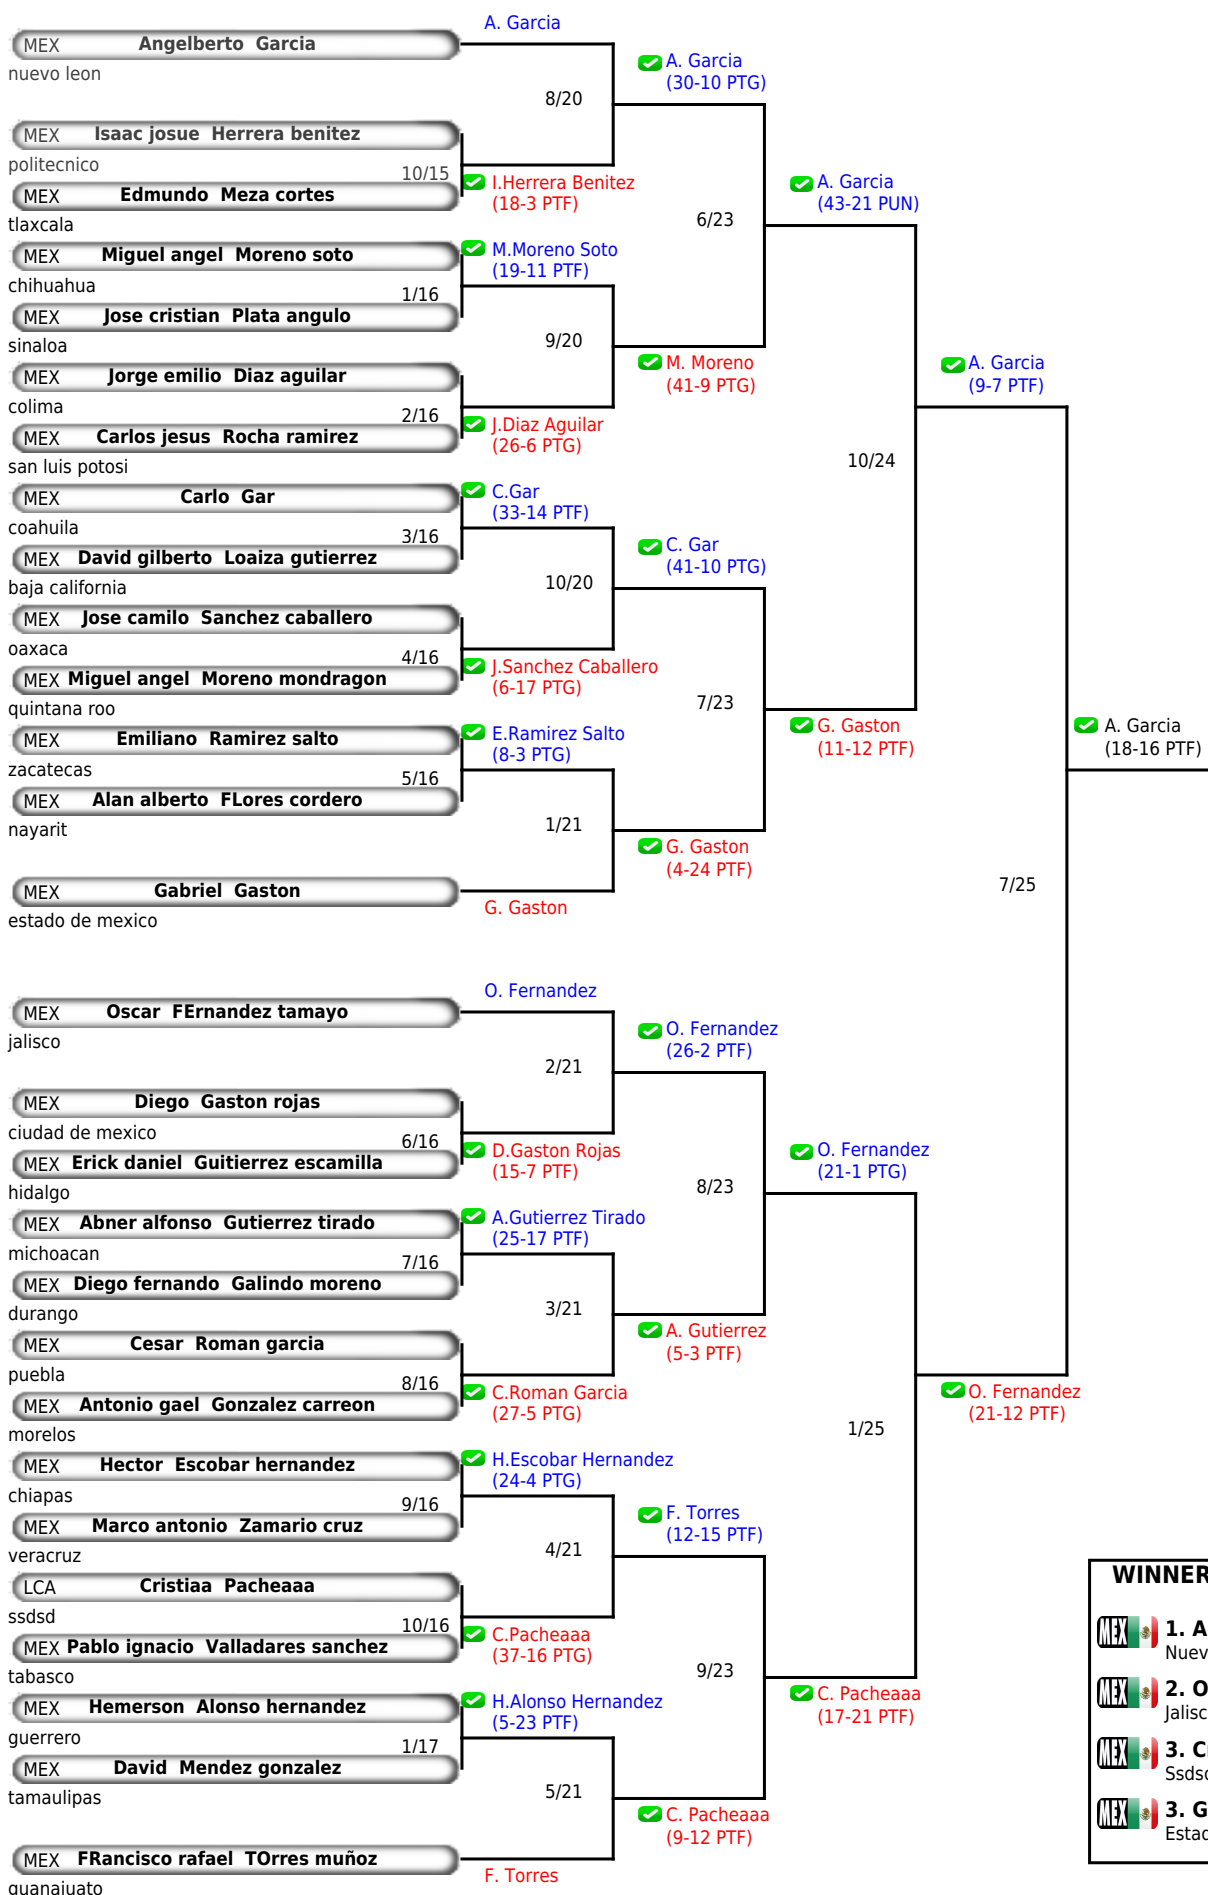 A. Garcia
MEX Angelberto Garcia
nuevo leon
A. Garcia
(30-10 PTG)
8/20
MEX Isaac josue Herrera benitez
politecnico
10/15
I.Herrera Benitez
(18-3 PTF)
MEX Edmundo Meza cortes
tlaxcala
A. Garcia
(43-21 PUN)
6/23
MEX Miguel angel Moreno soto
chihuahua
M.Moreno Soto
(19-11 PTF)
1/16
MEX Jose cristian Plata angulo
sinaloa
9/20
M. Moreno
(41-9 PTG)
A. Garcia
(9-7 PTF)
MEX Jorge emilio Diaz aguilar
colima
2/16
J.Diaz Aguilar
(26-6 PTG)
MEX Carlos jesus Rocha ramirez
san luis potosi
10/24
MEX Carlo Gar
coahuila
C.Gar
(33-14 PTF)
3/16
C. Gar
(41-10 PTG)
MEX David gilberto Loaiza gutierrez
baja california
10/20
MEX Jose camilo Sanchez caballero
oaxaca
4/16
J.Sanchez Caballero
(6-17 PTG)
MEX Miguel angel Moreno mondragon
quintana roo
7/23
G. Gaston
(11-12 PTF)
A. Garcia
(18-16 PTF)
MEX Emiliano Ramirez salto
zacatecas
E.Ramirez Salto
(8-3 PTG)
5/16
MEX Alan alberto FLores cordero
nayarit
1/21
G. Gaston
(4-24 PTF)
MEX Gabriel Gaston
estado de mexico
G. Gaston
7/25
O. Fernandez
MEX Oscar FErnandez tamayo
jalisco
O. Fernandez
(26-2 PTF)
2/21
MEX Diego Gaston rojas
ciudad de mexico
6/16
D.Gaston Rojas
(15-7 PTF)
MEX Erick daniel Guitierrez escamilla
hidalgo
O. Fernandez
(21-1 PTG)
8/23
MEX Abner alfonso Gutierrez tirado
michoacan
A.Gutierrez Tirado
(25-17 PTF)
7/16
MEX Diego fernando Galindo moreno
durango
3/21
A. Gutierrez
(5-3 PTF)
MEX Cesar Roman garcia
puebla
8/16
C.Roman Garcia
(27-5 PTG)
O. Fernandez
(21-12 PTF)
MEX Antonio gael Gonzalez carreon
morelos
1/25
MEX Hector Escobar hernandez
chiapas
H.Escobar Hernandez
(24-4 PTG)
9/16
F. Torres
(12-15 PTF)
MEX Marco antonio Zamario cruz
veracruz
4/21
LCA Cristiaa Pacheaaa
ssdsd
10/16
C.Pacheaaa
(37-16 PTG)
MEX Pablo ignacio Valladares sanchez
tabasco
9/23
C. Pacheaaa
(17-21 PTF)
MEX Hemerson Alonso hernandez
guerrero
H.Alonso Hernandez
(5-23 PTF)
1/17
MEX David Mendez gonzalez
tamaulipas
5/21
C. Pacheaaa
(9-12 PTF)
MEX FRancisco rafael TOrres muñoz
guanajuato
F. Torres
WINNER
MEX 1. A
Nuev
MEX 2. O
Jalisc
MEX 3. C
Ssds
MEX 3. G
Estad